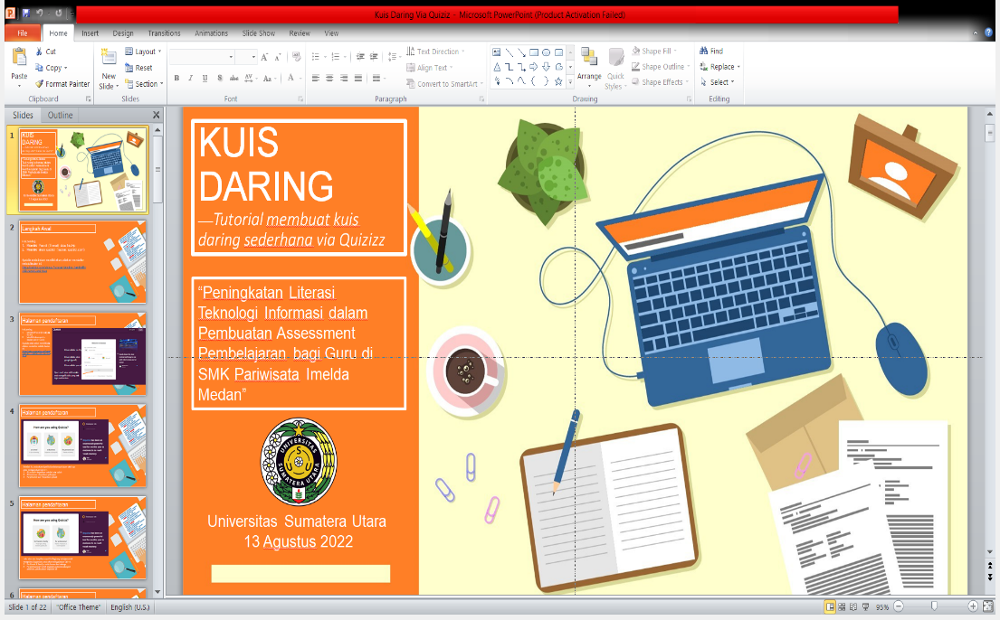 Kuis Daring Via Quiziz - Microsoft PowerPoint (Product Activation Failed)
File Home Insert Design Transitions Animations Slide Show Review View
Paste
Cut
Copy
Format Painter
Clipboard
New Slide
Layout
Reset
Section
Slides
B I U S abc AV Aa A
Font
Text Direction
Align Text
Convert to SmartArt
Paragraph
Arrange
Quick Styles
Shape Fill
Shape Outline
Shape Effects
Drawing
Find
Replace
Select
Editing
Slides Outline
1
KUIS
DARING
2
Langkah Awal
3
Halaman pendaftaran
4
Halaman pendaftaran
How are you using Quizizz?
5
Halaman pendaftaran
How are you using Quizizz?
6
Halaman pendaftaran
KUIS
DARING
—Tutorial membuat kuis
daring sederhana via Quizizz
“Peningkatan Literasi
Teknologi Informasi dalam
Pembuatan Assessment
Pembelajaran bagi Guru di
SMK Pariwisata Imelda
Medan”
UNIVERSITAS
SUMATERA UTARA
Universitas Sumatera Utara
13 Agustus 2022
Slide 1 of 22 "Office Theme" English (U.S.) 95%